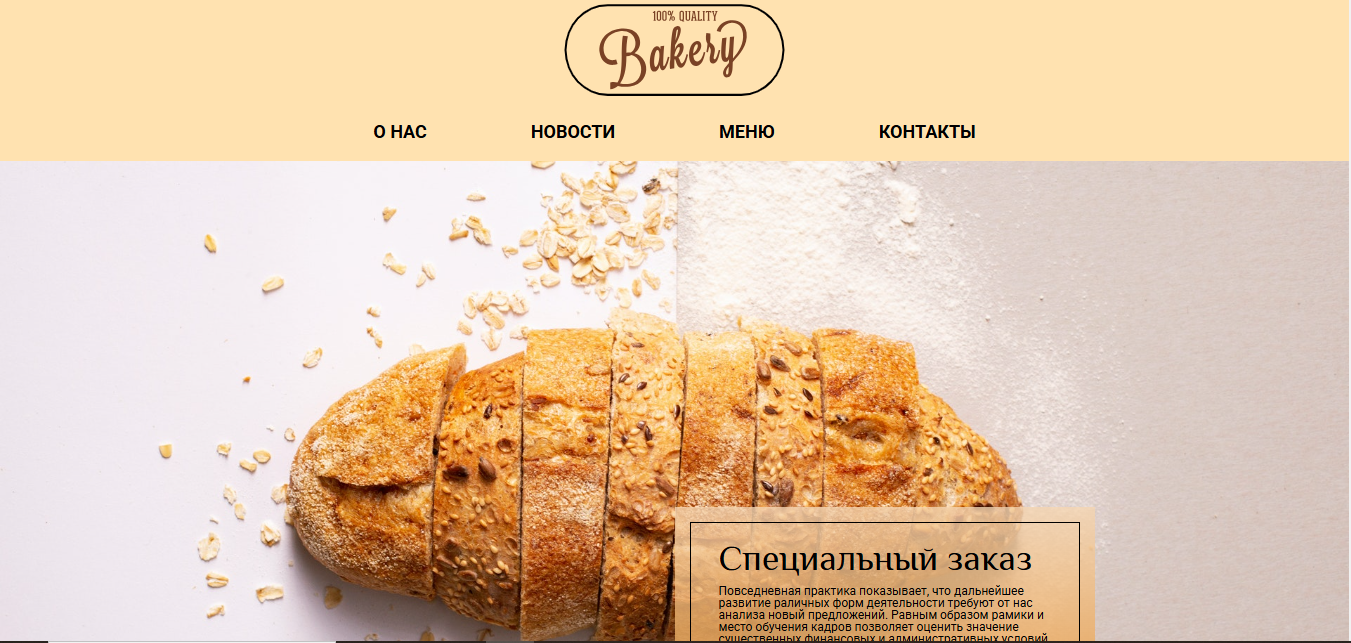 100% QUALITY
Bakery
О НАС НОВОСТИ МЕНЮ КОНТАКТЫ
Специальный заказ
Повседневная практика показывает, что дальнейшее
развитие раличных форм деятельности требуют от нас
анализа новый предложений. Равным образом рамики и
место обучения кадров позволяет оценить значение
существенных финансовых и административных условий